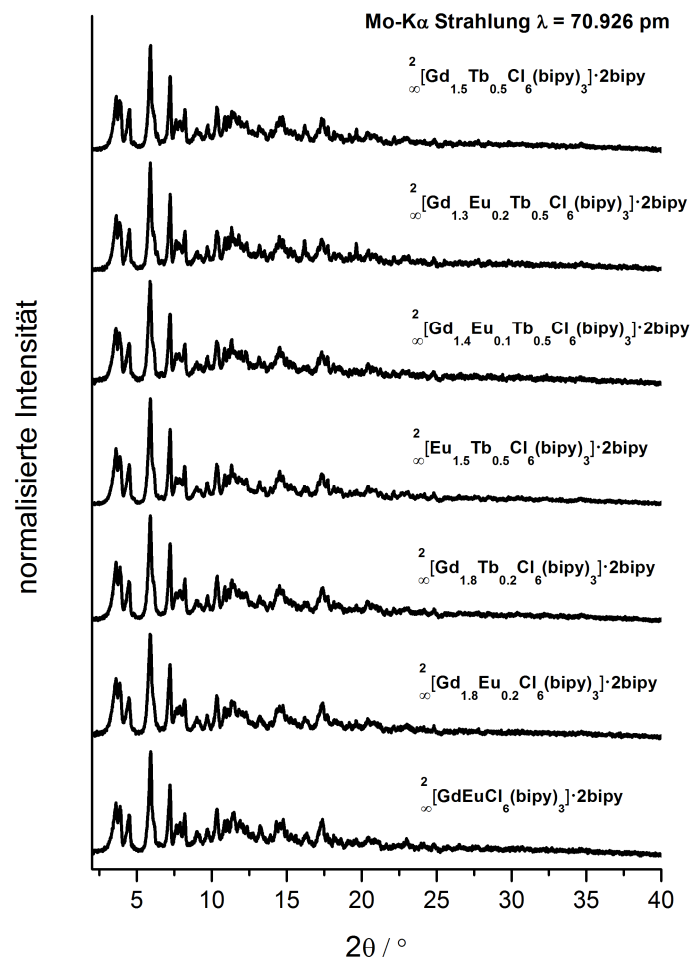 Mo-Kα Strahlung λ = 70.926 pm
²∞[Gd₁.₅Tb₀.₅Cl₆(bipy)₃]·2bipy
²∞[Gd₁.₃Eu₀.₂Tb₀.₅Cl₆(bipy)₃]·2bipy
²∞[Gd₁.₄Eu₀.₁Tb₀.₅Cl₆(bipy)₃]·2bipy
²∞[Eu₁.₅Tb₀.₅Cl₆(bipy)₃]·2bipy
²∞[Gd₁.₈Tb₀.₂Cl₆(bipy)₃]·2bipy
²∞[Gd₁.₈Eu₀.₂Cl₆(bipy)₃]·2bipy
²∞[GdEuCl₆(bipy)₃]·2bipy
normalisierte Intensität
5 10 15 20 25 30 35 40
2θ / °